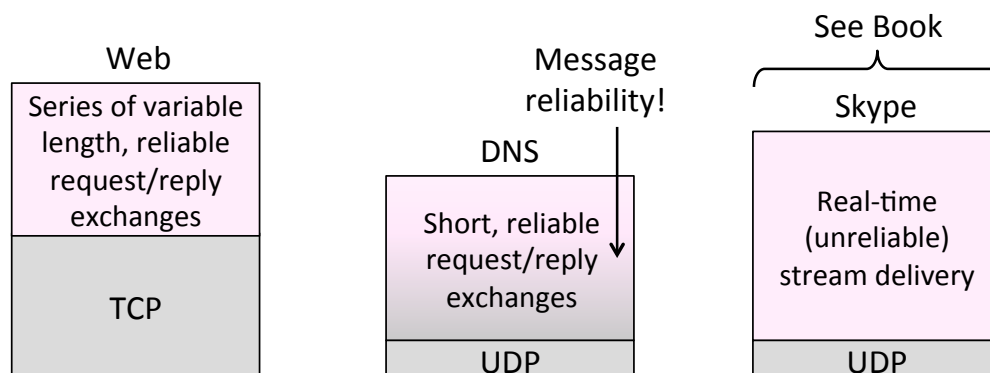 Web
Series of variable
length, reliable
request/reply
exchanges
TCP
Message
reliability!
DNS
Short, reliable
request/reply
exchanges
UDP
See Book
Skype
Real-time
(unreliable)
stream delivery
UDP